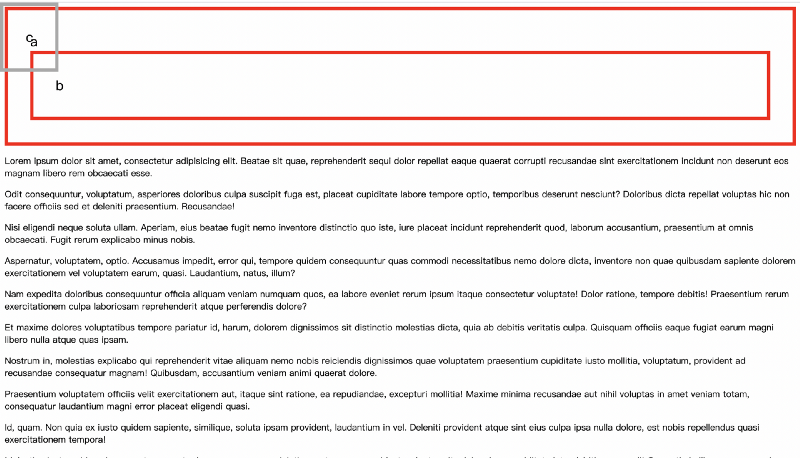 c
a
b
Lorem ipsum dolor sit amet, consectetur adipisicing elit. Beatae sit quae, reprehenderit sequi dolor repellat eaque quaerat corrupti recusandae sint exercitationem incidunt non deserunt eos
magnam libero rem obcaecati esse.
Odit consequuntur, voluptatum, asperiores doloribus culpa suscipit fuga est, placeat cupiditate labore tempore optio, temporibus deserunt nesciunt? Doloribus dicta repellat voluptas hic non
facere officiis sed et deleniti praesentium. Recusandae!
Nisi eligendi neque soluta ullam. Aperiam, eius beatae fugit nemo inventore distinctio quo iste, iure placeat incidunt reprehenderit quod, laborum accusantium, praesentium at omnis
obcaecati. Fugit rerum explicabo minus nobis.
Aspernatur, voluptatem, optio. Accusamus impedit, error qui, tempore quidem consequuntur quas commodi necessitatibus nemo dolore dicta, inventore non quae quibusdam sapiente dolorem
exercitationem vel voluptatem earum, quasi. Laudantium, natus, illum?
Nam expedita doloribus consequuntur officia aliquam veniam numquam quos, ea labore eveniet rerum ipsum itaque consectetur voluptate! Dolor ratione, tempore debitis! Praesentium rerum
exercitationem culpa laboriosam reprehenderit atque perferendis dolore?
Et maxime dolores voluptatibus tempore pariatur id, harum, dolorem dignissimos sit distinctio molestias dicta, quia ab debitis veritatis culpa. Quisquam officiis eaque fugiat earum magni
libero nulla atque quas ipsam.
Nostrum in, molestias explicabo qui reprehenderit vitae aliquam nemo nobis reiciendis dignissimos quae voluptatem praesentium cupiditate iusto mollitia, voluptatum, provident ad
recusandae consequatur magnam! Quibusdam, accusantium veniam animi quaerat dolore.
Praesentium voluptatem officiis velit exercitationem aut, itaque sint ratione, ea repudiandae, excepturi mollitia! Maxime minima recusandae aut nihil voluptas in amet veniam totam,
consequatur laudantium magni error placeat eligendi quasi.
Id, quam. Non quia ex iusto quidem sapiente, similique, soluta ipsam provident, laudantium in vel. Deleniti provident atque sint eius culpa ipsa nulla dolore, est nobis repellendus quasi
exercitationem tempora!